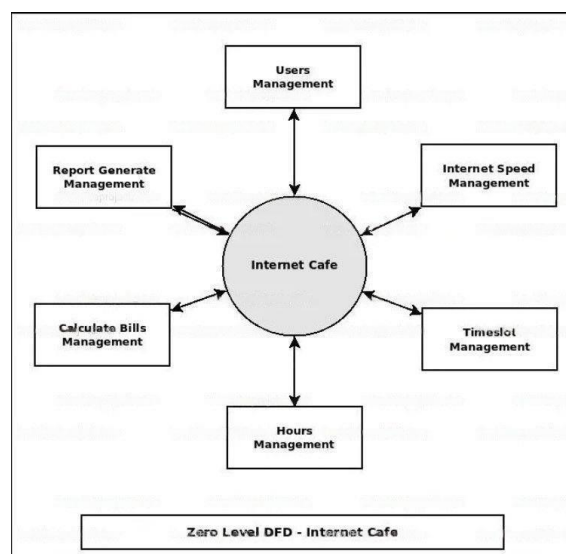 Users
Management
Report Generate
Management
Internet Speed
Management
Internet Cafe
Calculate Bills
Management
Timeslot
Management
Hours
Management
Zero Level DFD - Internet Cafe